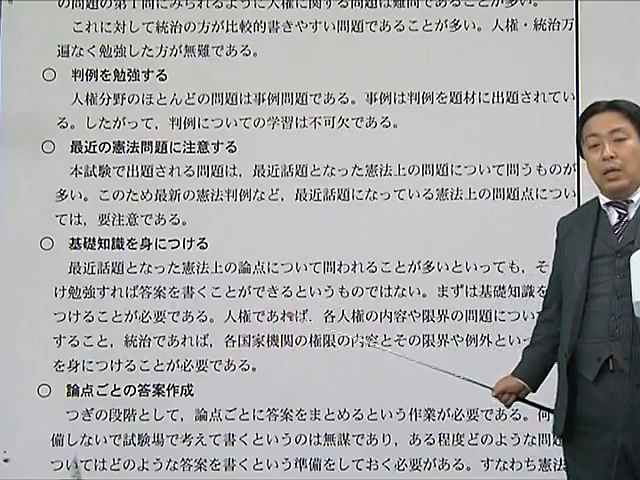 の問題の第１問にみられるように人権に関する問題は難問であることが多い。
これに対して統治の方が比較的書きやすい問題が多い。人権・統治万
遍なく勉強した方が無難である。
○ 判例を勉強する
人権分野のほとんどの問題は事例問題である。事例は判例を題材に出題されてい
る。したがって，判例についての学習は不可欠である。
○ 最近の憲法問題に注意する
本試験で出題される問題は，最近話題となった憲法上の問題について問うものが
多い。このため最新の憲法判例など，最近話題になっている憲法上の問題点につい
ては，要注意である。
○ 基礎知識を身につける
最近話題となった憲法上の論点について問われることが多いといっても，そ
け勉強すれば答案を書くことができるというものではない。まずは基礎知識を
つけることが必要である。人権であれば，各人権の内容や限界の問題につい
すること，統治であれば，各国家機関の権限の内容とその限界や例外といっ
を身につけることが必要である。
○ 論点ごとの答案作成
つぎの段階として，論点ごとに答案をまとめるという作業が必要である。何
備しないで試験場で考えて書くというのは無謀であり，ある程度どのような問題
ついてはどのような答案を書くという準備をしておく必要がある。すなわち憲法